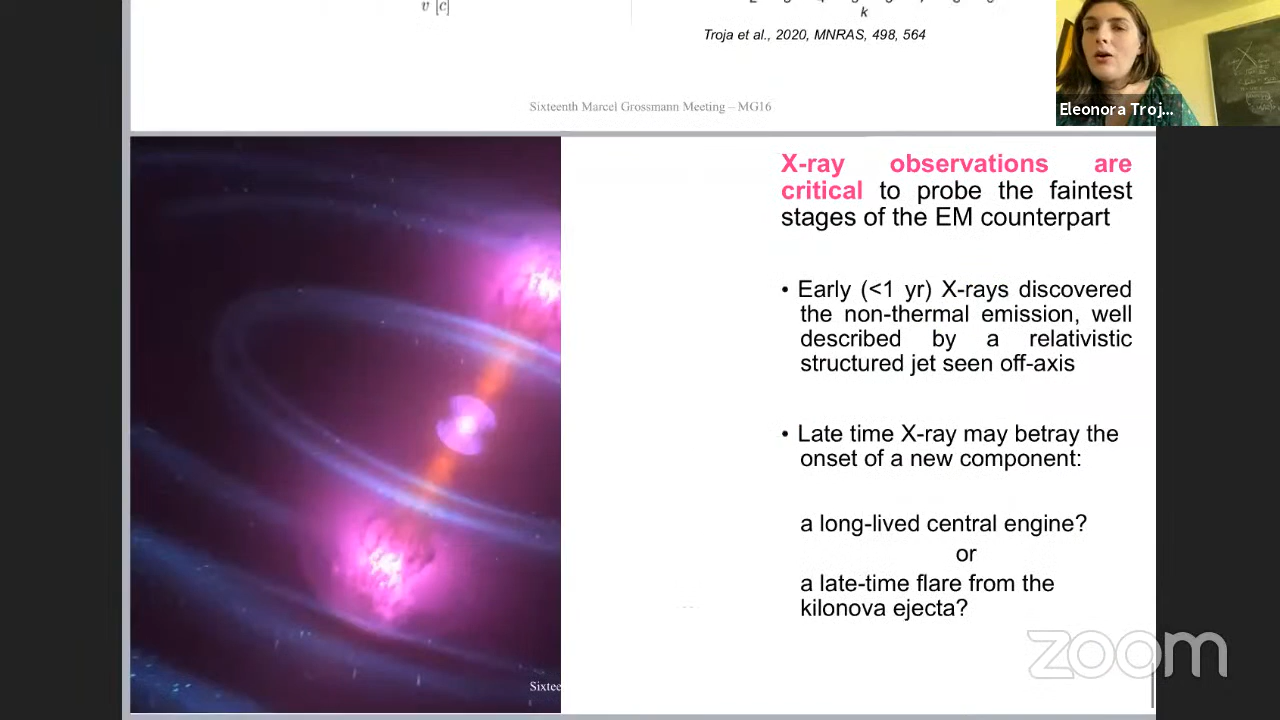 v [c]
k
Troja et al., 2020, MNRAS, 498, 564
Eleonora Troj...
Sixteenth Marcel Grossmann Meeting – MG16
X-ray observations are
critical to probe the faintest
stages of the EM counterpart
• Early (<1 yr) X-rays discovered
the non-thermal emission, well
described by a relativistic
structured jet seen off-axis
• Late time X-ray may betray the
onset of a new component:
a long-lived central engine?
or
a late-time flare from the
kilonova ejecta?
Sixtee
zoom